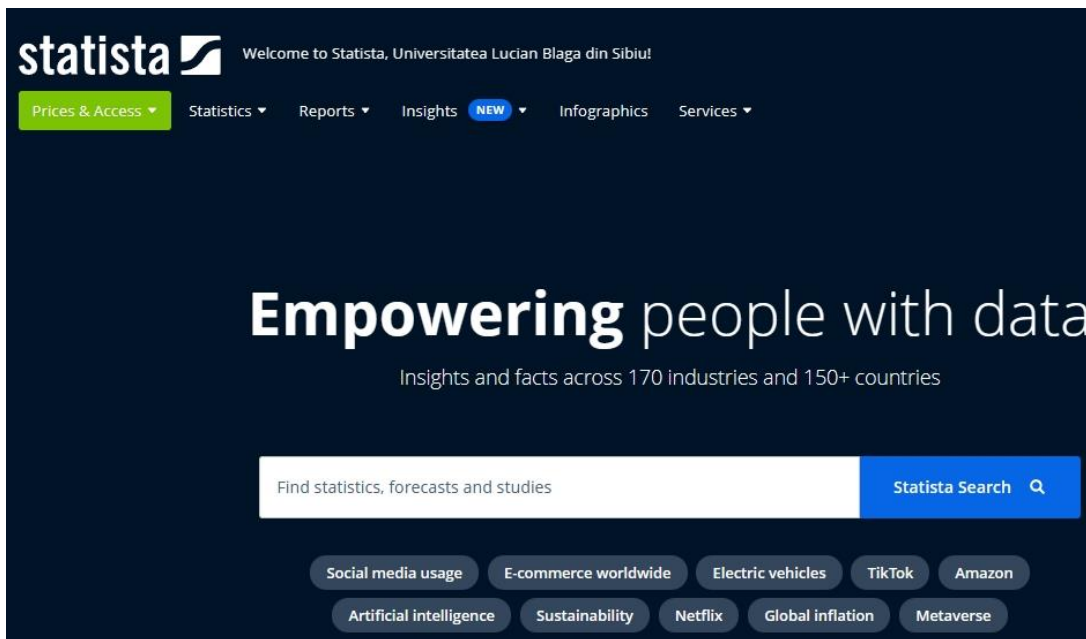 statista Welcome to Statista, Universitatea Lucian Blaga din Sibiu!
Prices & Access Statistics Reports Insights NEW Infographics Services
Empowering people with data
Insights and facts across 170 industries and 150+ countries
Find statistics, forecasts and studies Statista Search
Social media usage E-commerce worldwide Electric vehicles TikTok Amazon
Artificial intelligence Sustainability Netflix Global inflation Metaverse